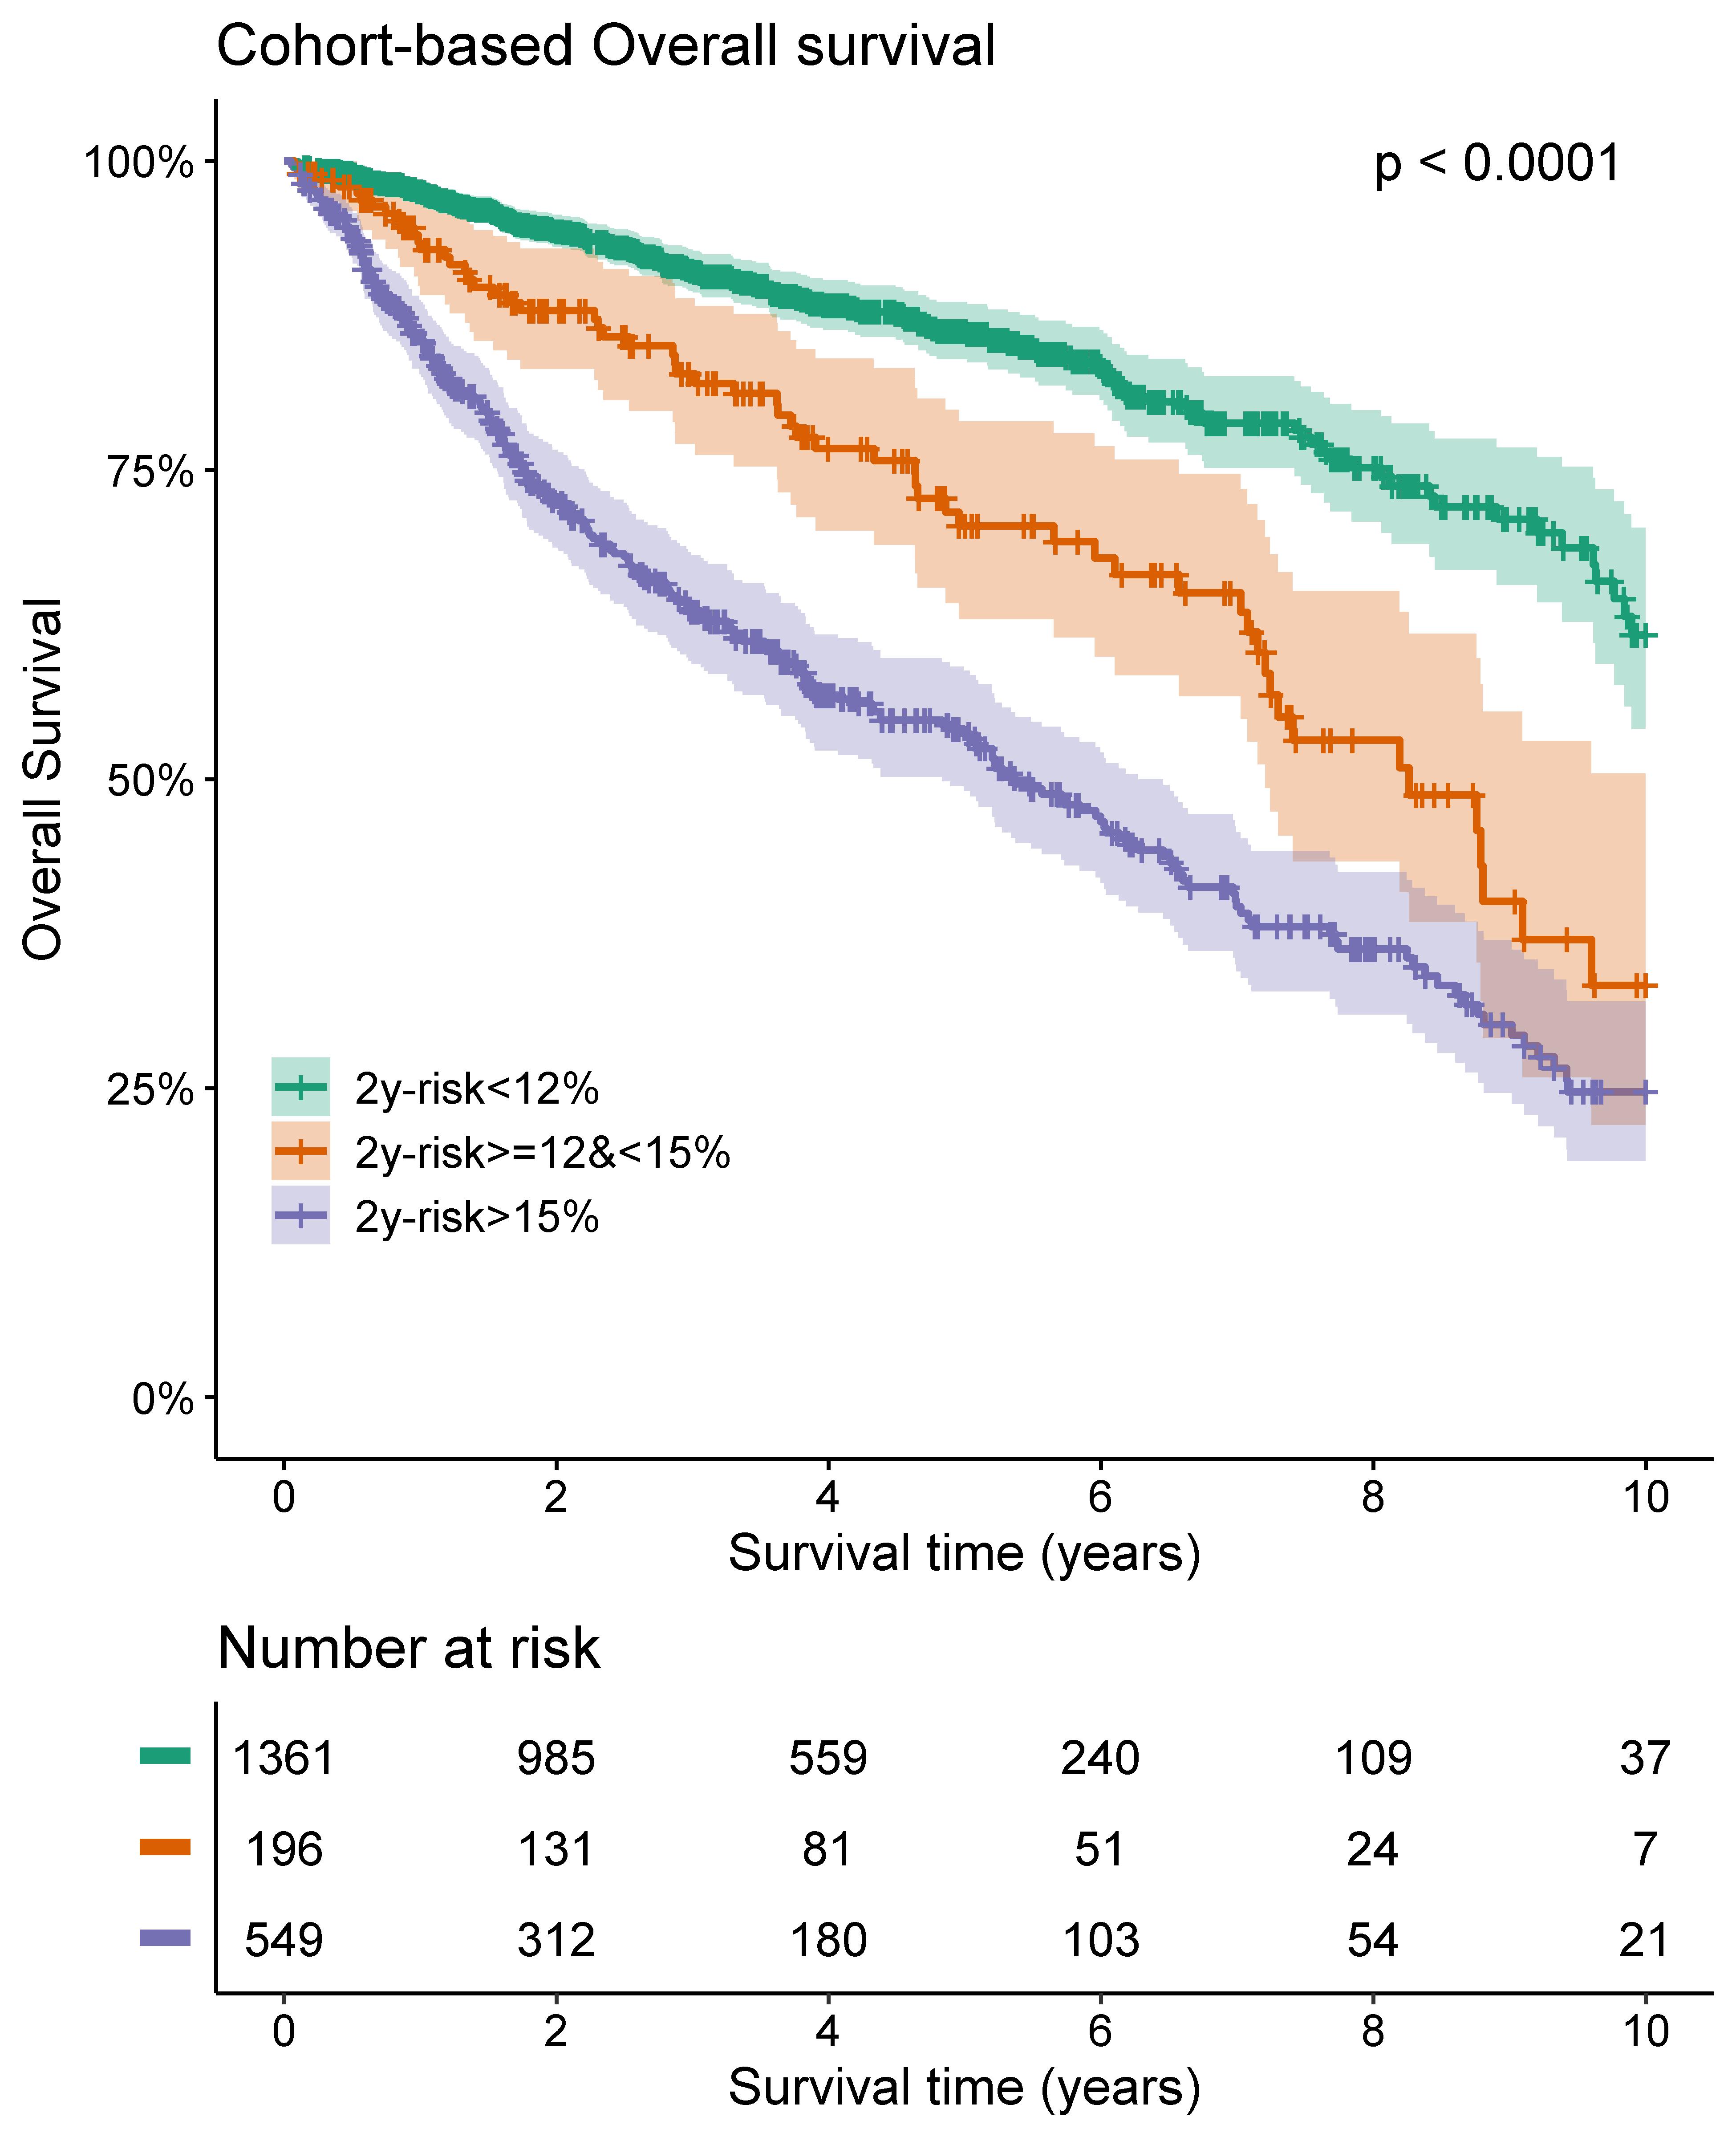 Cohort-based Overall survival
p < 0.0001
100%
75%
50%
25%
0%
Overall Survival
2y-risk<12%
2y-risk>=12&<15%
2y-risk>15%
0 2 4 6 8 10
Survival time (years)
Number at risk
1361 985 559 240 109 37
196 131 81 51 24 7
549 312 180 103 54 21
0 2 4 6 8 10
Survival time (years)